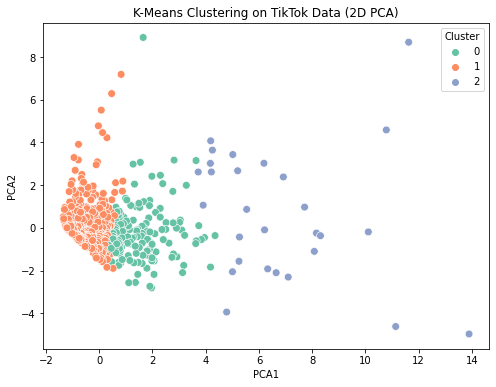 K-Means Clustering on TikTok Data (2D PCA)
Cluster
0
1
2
8
6
4
2
0
−2
−4
PCA2
−2 0 2 4 6 8 10 12 14
PCA1